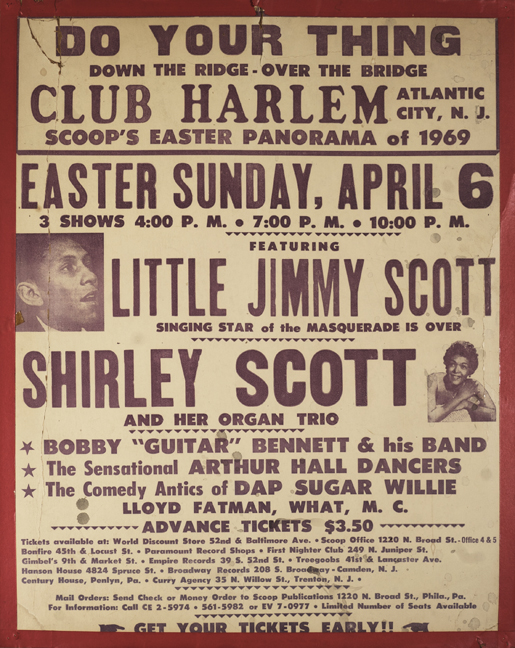 DO YOUR THING
DOWN THE RIDGE - OVER THE BRIDGE
CLUB HARLEM ATLANTIC CITY, N. J.
SCOOP'S EASTER PANORAMA of 1969
EASTER SUNDAY, APRIL 6
3 SHOWS 4:00 P. M. • 7:00 P. M. • 10:00 P. M.
FEATURING
LITTLE JIMMY SCOTT
SINGING STAR of the MASQUERADE IS OVER
SHIRLEY SCOTT
AND HER ORGAN TRIO
★ BOBBY "GUITAR" BENNETT & his BAND
★ The Sensational ARTHUR HALL DANCERS
★ The Comedy Antics of DAP SUGAR WILLIE
LLOYD FATMAN, WHAT, M. C.
ADVANCE TICKETS $3.50
Tickets available at: World Discount Store 52nd & Baltimore Ave. • Scoop Office 1220 N. Broad St. - Office 4 & 5
Bonfire 45th & Locust St. • Paramount Record Shops • First Nighter Club 249 N. Juniper St.
Gimbel's 9th & Market St. • Empire Records 39 S. 52nd St. • Treegoobs 41st & Lancaster Ave.
Hanson House 4824 Spruce St. • Broadway Records 208 S. Broadway - Camden, N. J.
Century House, Penlyn, Pa. • Curry Agency 35 N. Willow St., Trenton, N. J. •
Mail Orders: Send Check or Money Order to Scoop Publications 1220 N. Broad St., Phila., Pa.
For Information: Call CE 2-5974 • 561-5982 or EV 7-0977 • Limited Number of Seats Available
GET YOUR TICKETS EARLY!!